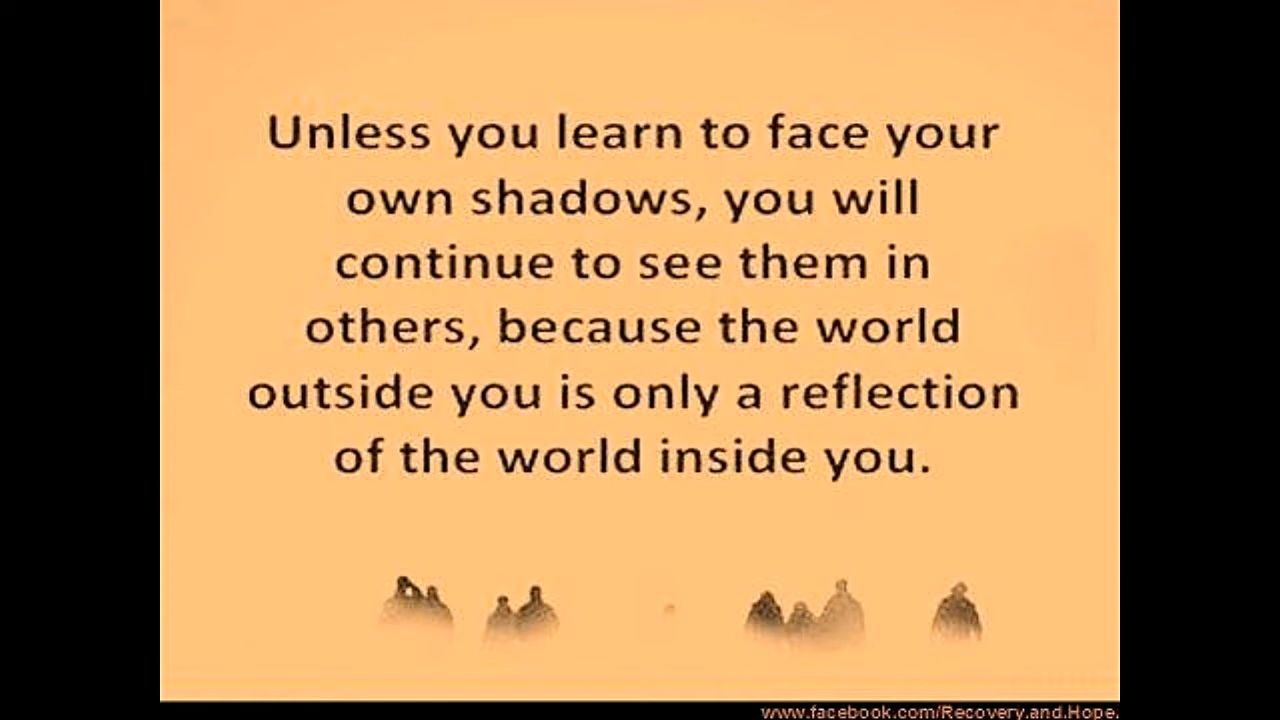 Unless you learn to face your
own shadows, you will
continue to see them in
others, because the world
outside you is only a reflection
of the world inside you.
www.facebook.com/Recovery.and.Hope.